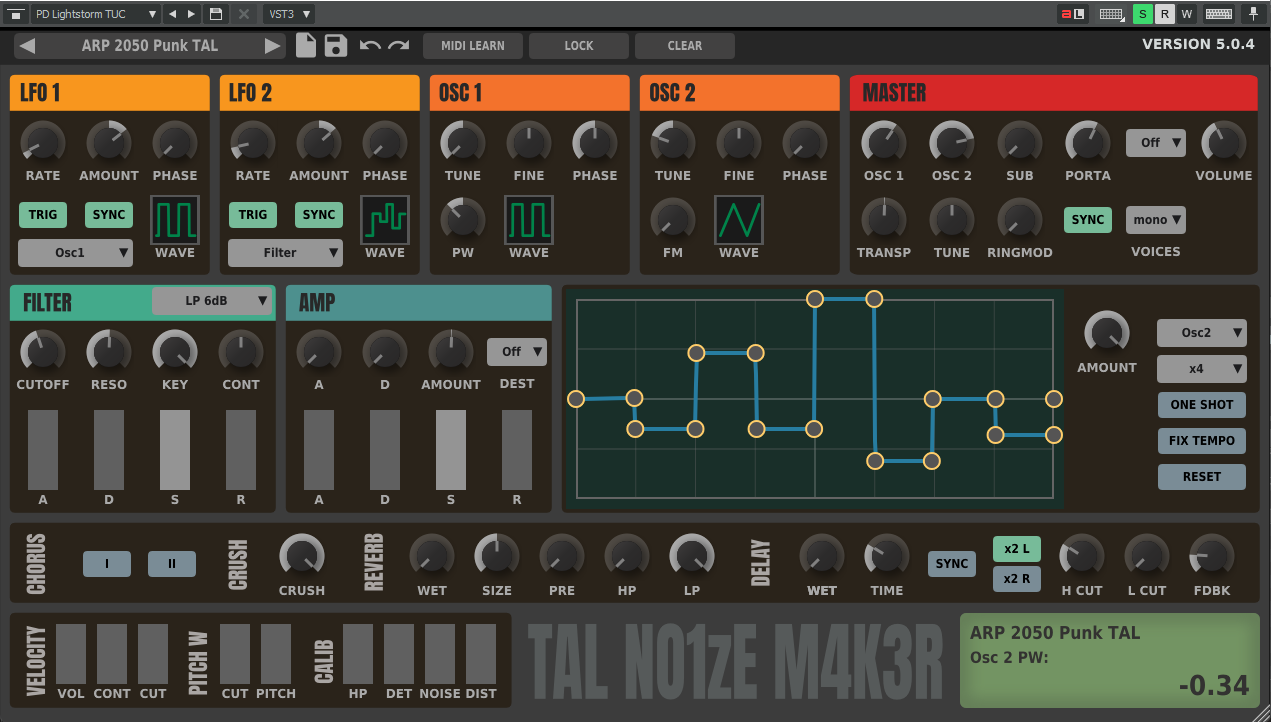 PD Lightstorm TUC VST3 aL S R W
ARP 2050 Punk TAL MIDI LEARN LOCK CLEAR VERSION 5.0.4
LFO 1 LFO 2 OSC 1 OSC 2 MASTER
RATE AMOUNT PHASE RATE AMOUNT PHASE TUNE FINE PHASE TUNE FINE PHASE OSC 1 OSC 2 SUB PORTA Off VOLUME
TRIG SYNC TRIG SYNC SYNC mono
Osc1 WAVE Filter WAVE PW WAVE FM WAVE TRANSP TUNE RINGMOD VOICES
FILTER LP 6dB AMP
CUTOFF RESO KEY CONT A D AMOUNT Off DEST
A D S R A D S R
AMOUNT Osc2
x4
ONE SHOT
FIX TEMPO
RESET
CHORUS I II CRUSH CRUSH REVERB WET SIZE PRE HP LP DELAY WET TIME SYNC x2 L x2 R H CUT L CUT FDBK
VELOCITY VOL CONT CUT PITCH W CUT PITCH CALIB HP DET NOISE DIST
TAL NO1zE M4K3R
ARP 2050 Punk TAL
Osc 2 PW:
-0.34